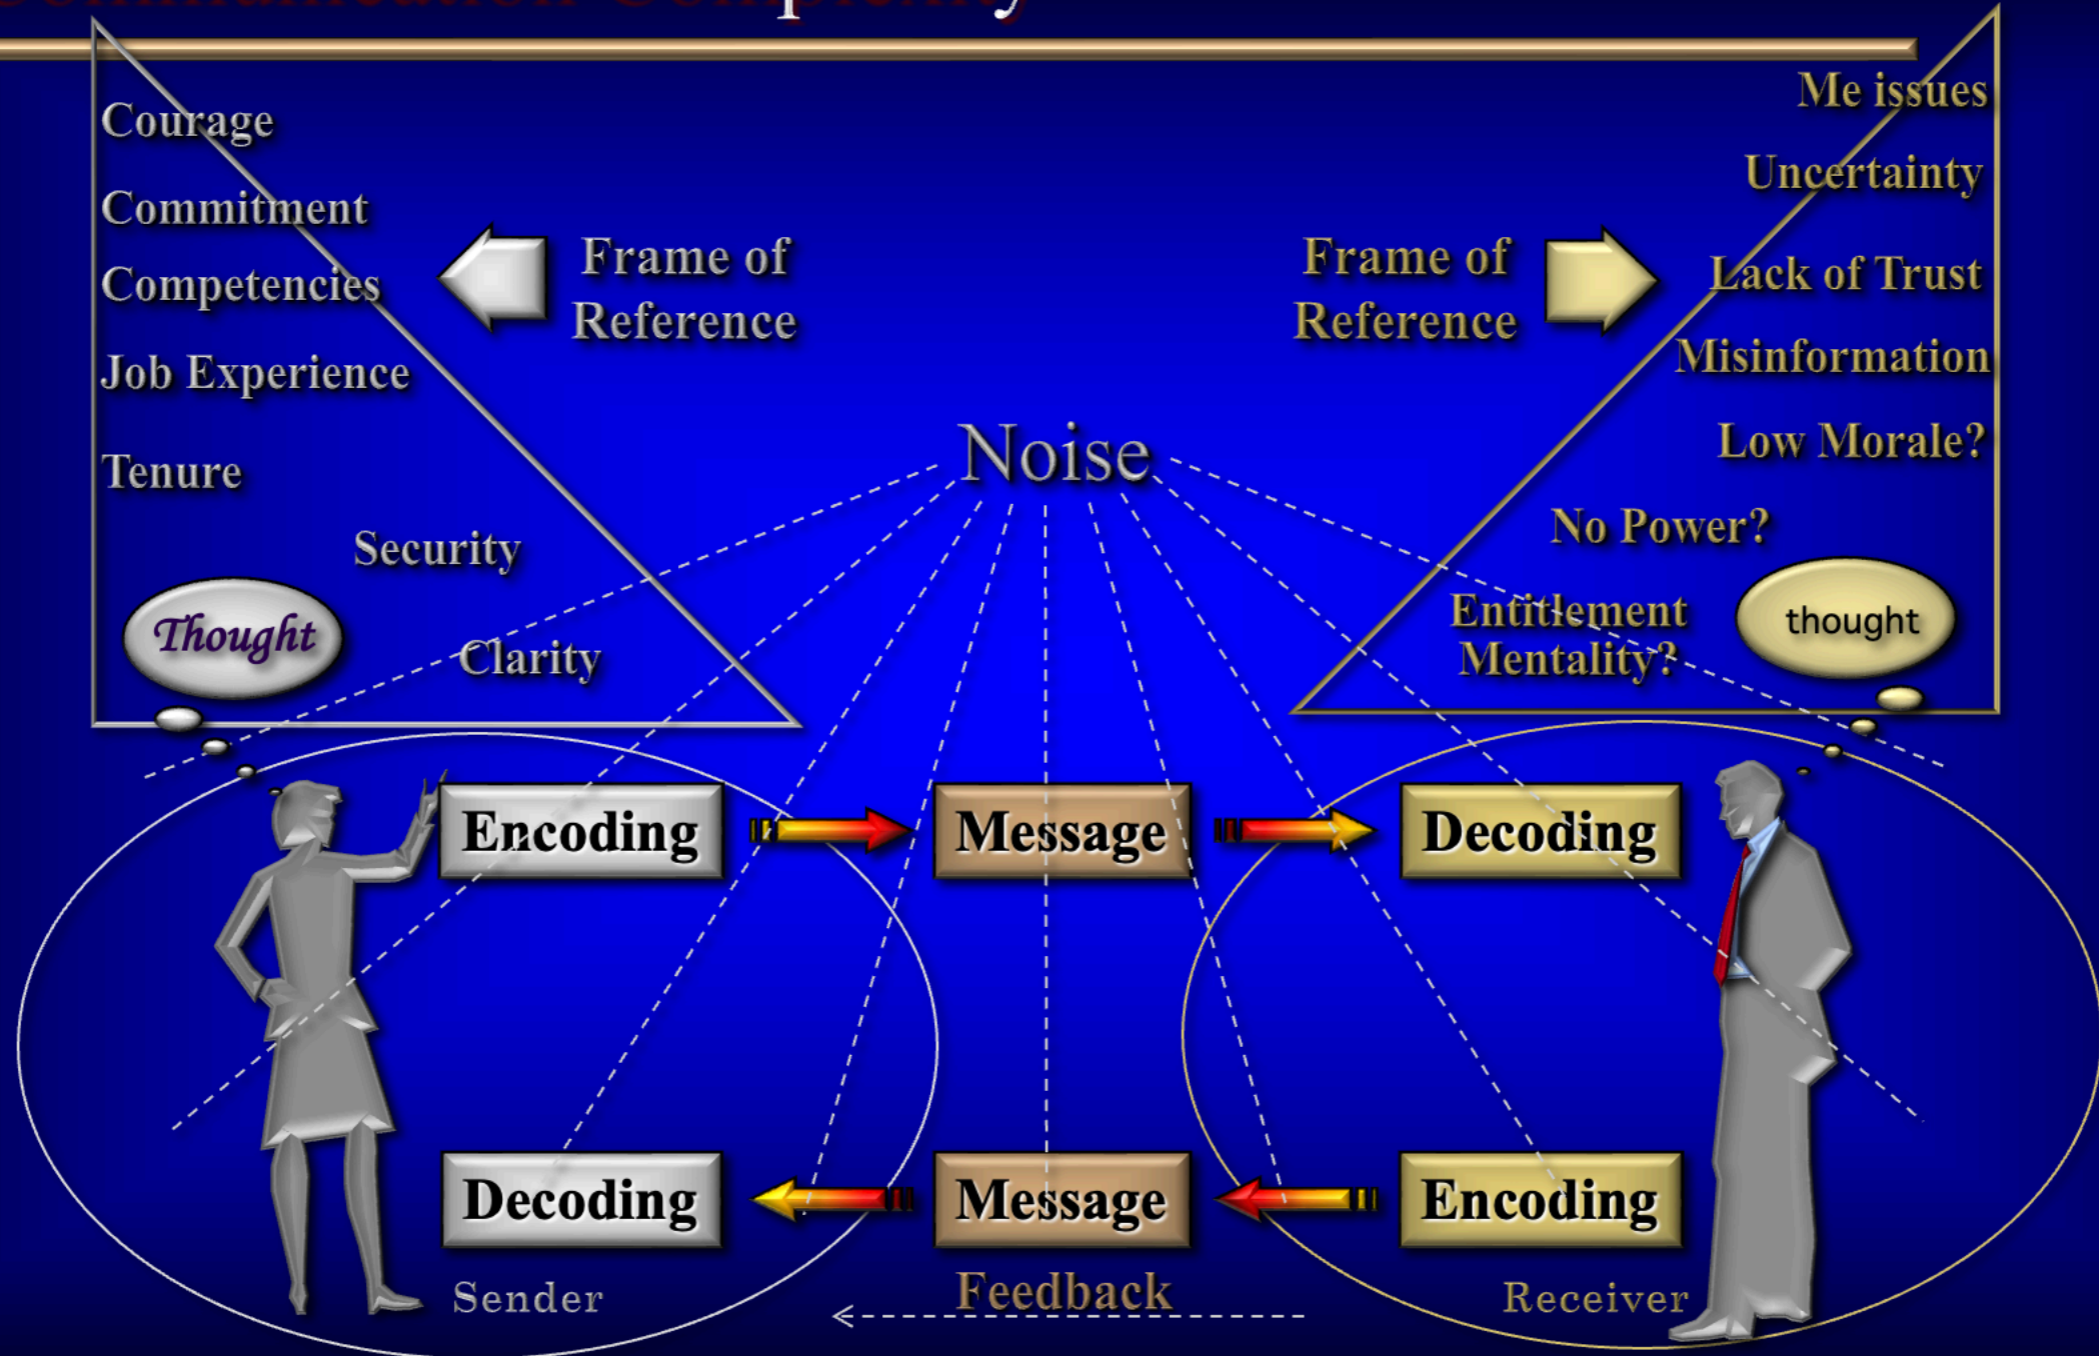 Communication Complexity
Courage
Commitment
Competencies
Job Experience
Tenure
Security
Clarity
Thought
Frame of
Reference
Frame of
Reference
Me issues
Uncertainty
Lack of Trust
Misinformation
Low Morale?
No Power?
Entitlement
Mentality?
thought
Noise
Encoding
Message
Decoding
Decoding
Message
Encoding
Sender
Feedback
Receiver